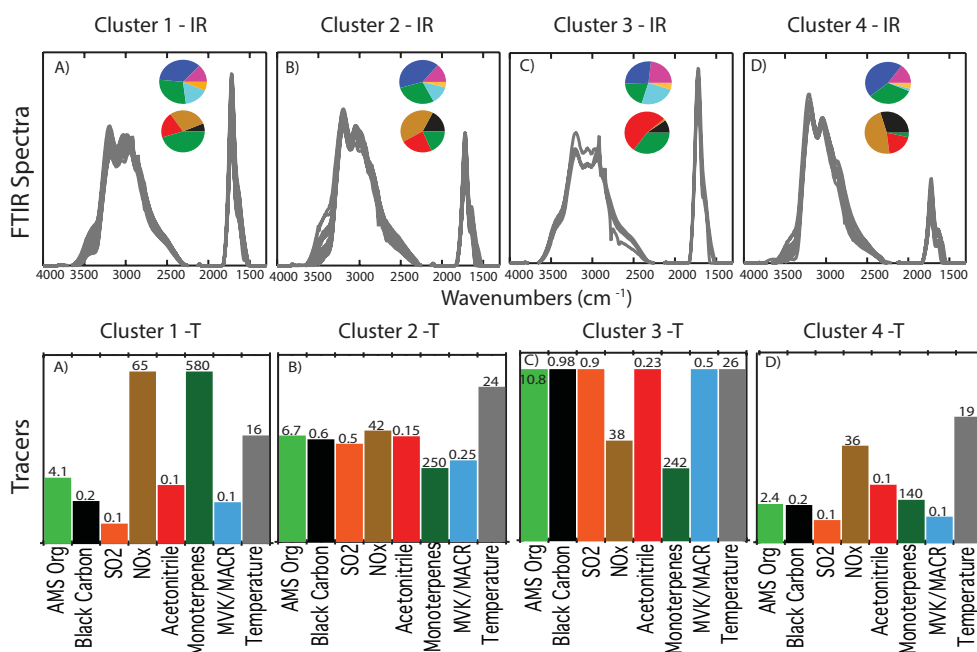 Cluster 1 - IR
Cluster 2 - IR
Cluster 3 - IR
Cluster 4 - IR
FTIR Spectra
A)
B)
C)
D)
4000 3500 3000 2500 2000 1500
4000 3500 3000 2500 2000 1500
4000 3500 3000 2500 2000 1500
4000 3500 3000 2500 2000 1500
Wavenumbers (cm -1)
Cluster 1 -T
Cluster 2 -T
Cluster 3 -T
Cluster 4 -T
Tracers
A)
4.1
0.2
0.1
65
0.1
580
0.1
16
B)
6.7
0.6
0.5
42
0.15
250
0.25
24
C)
10.8
0.98
0.9
38
0.23
242
0.5
26
D)
2.4
0.2
0.1
36
0.1
140
0.1
19
AMS Org
Black Carbon
SO2
NOx
Acetonitrile
Monoterpenes
MVK/MACR
Temperature
AMS Org
Black Carbon
SO2
NOx
Acetonitrile
Monoterpenes
MVK/MACR
Temperature
AMS Org
Black Carbon
SO2
NOx
Acetonitrile
Monoterpenes
MVK/MACR
Temperature
AMS Org
Black Carbon
SO2
NOx
Acetonitrile
Monoterpenes
MVK/MACR
Temperature